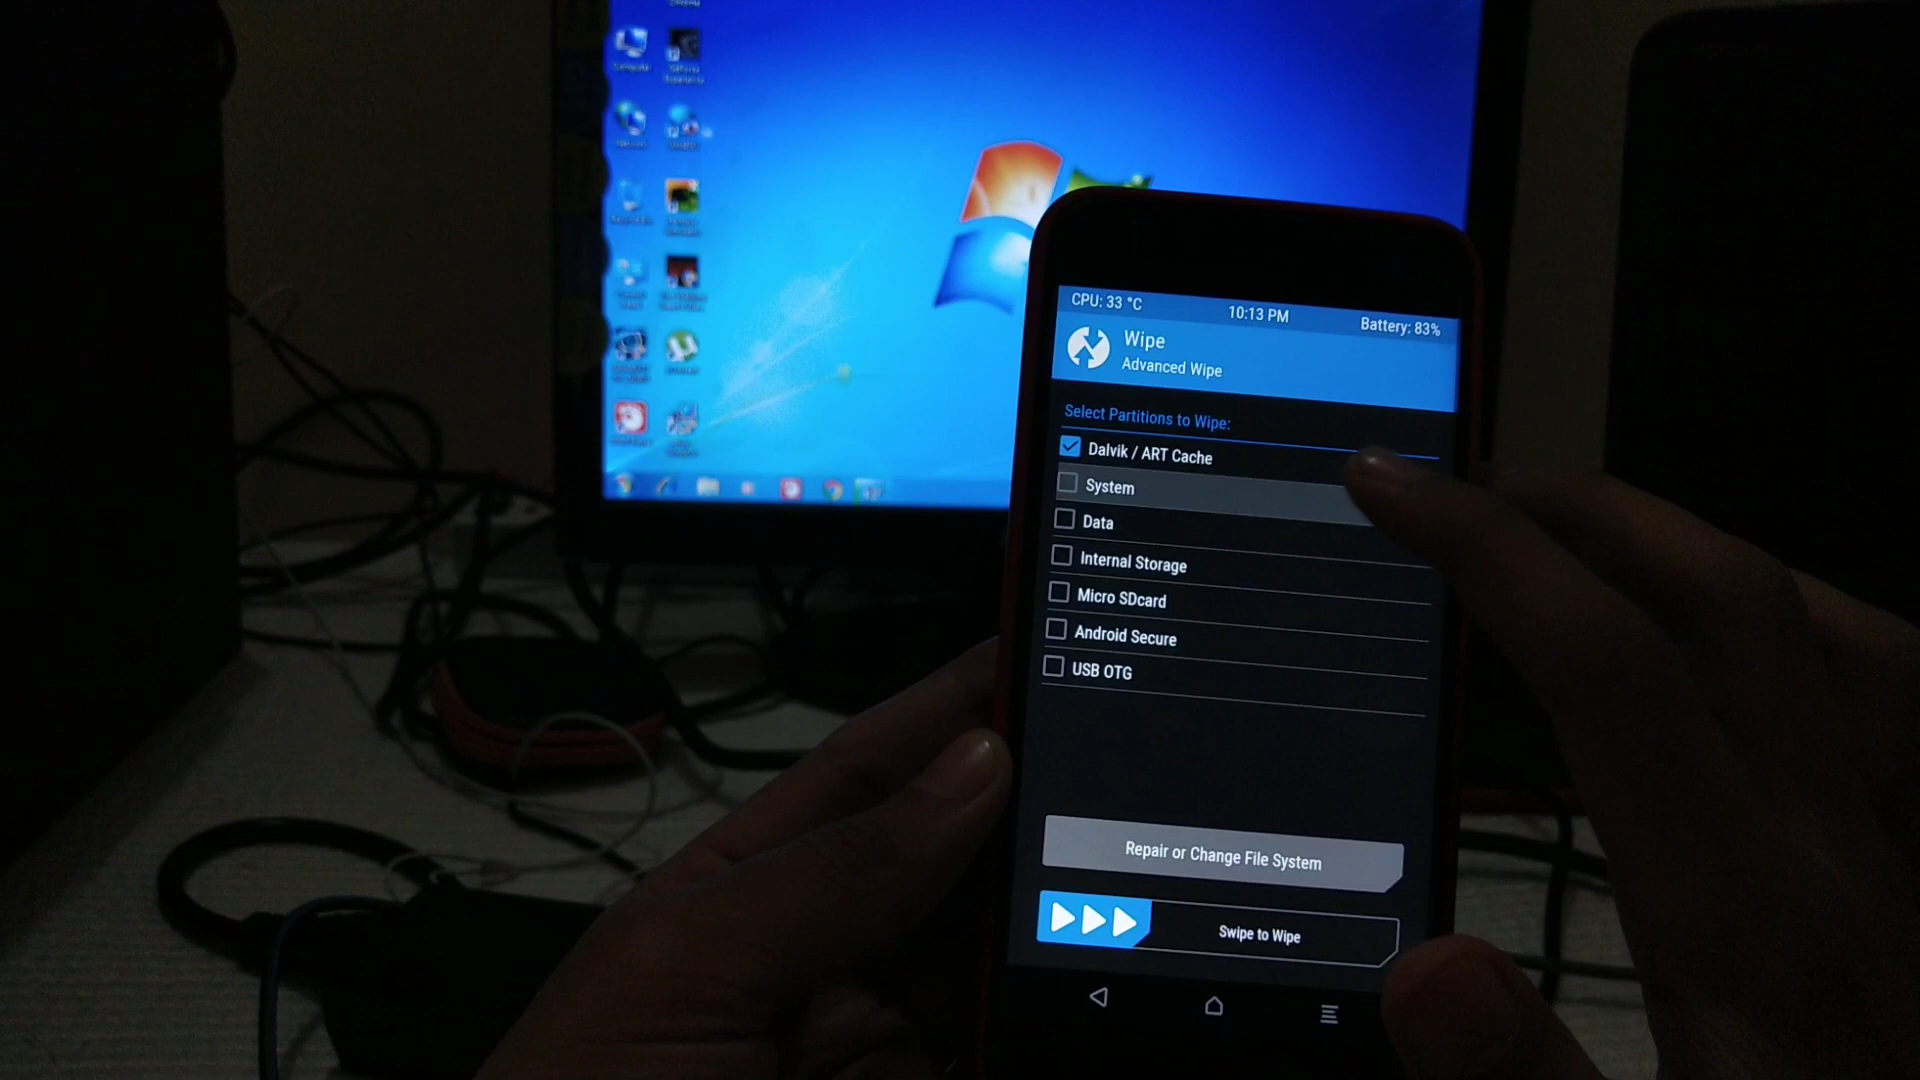 CPU: 33 °C
10:13 PM
Battery: 83%
Wipe
Advanced Wipe
Select Partitions to Wipe:
Dalvik / ART Cache
System
Data
Internal Storage
Micro SDcard
Android Secure
USB OTG
Repair or Change File System
Swipe to Wipe
Computer